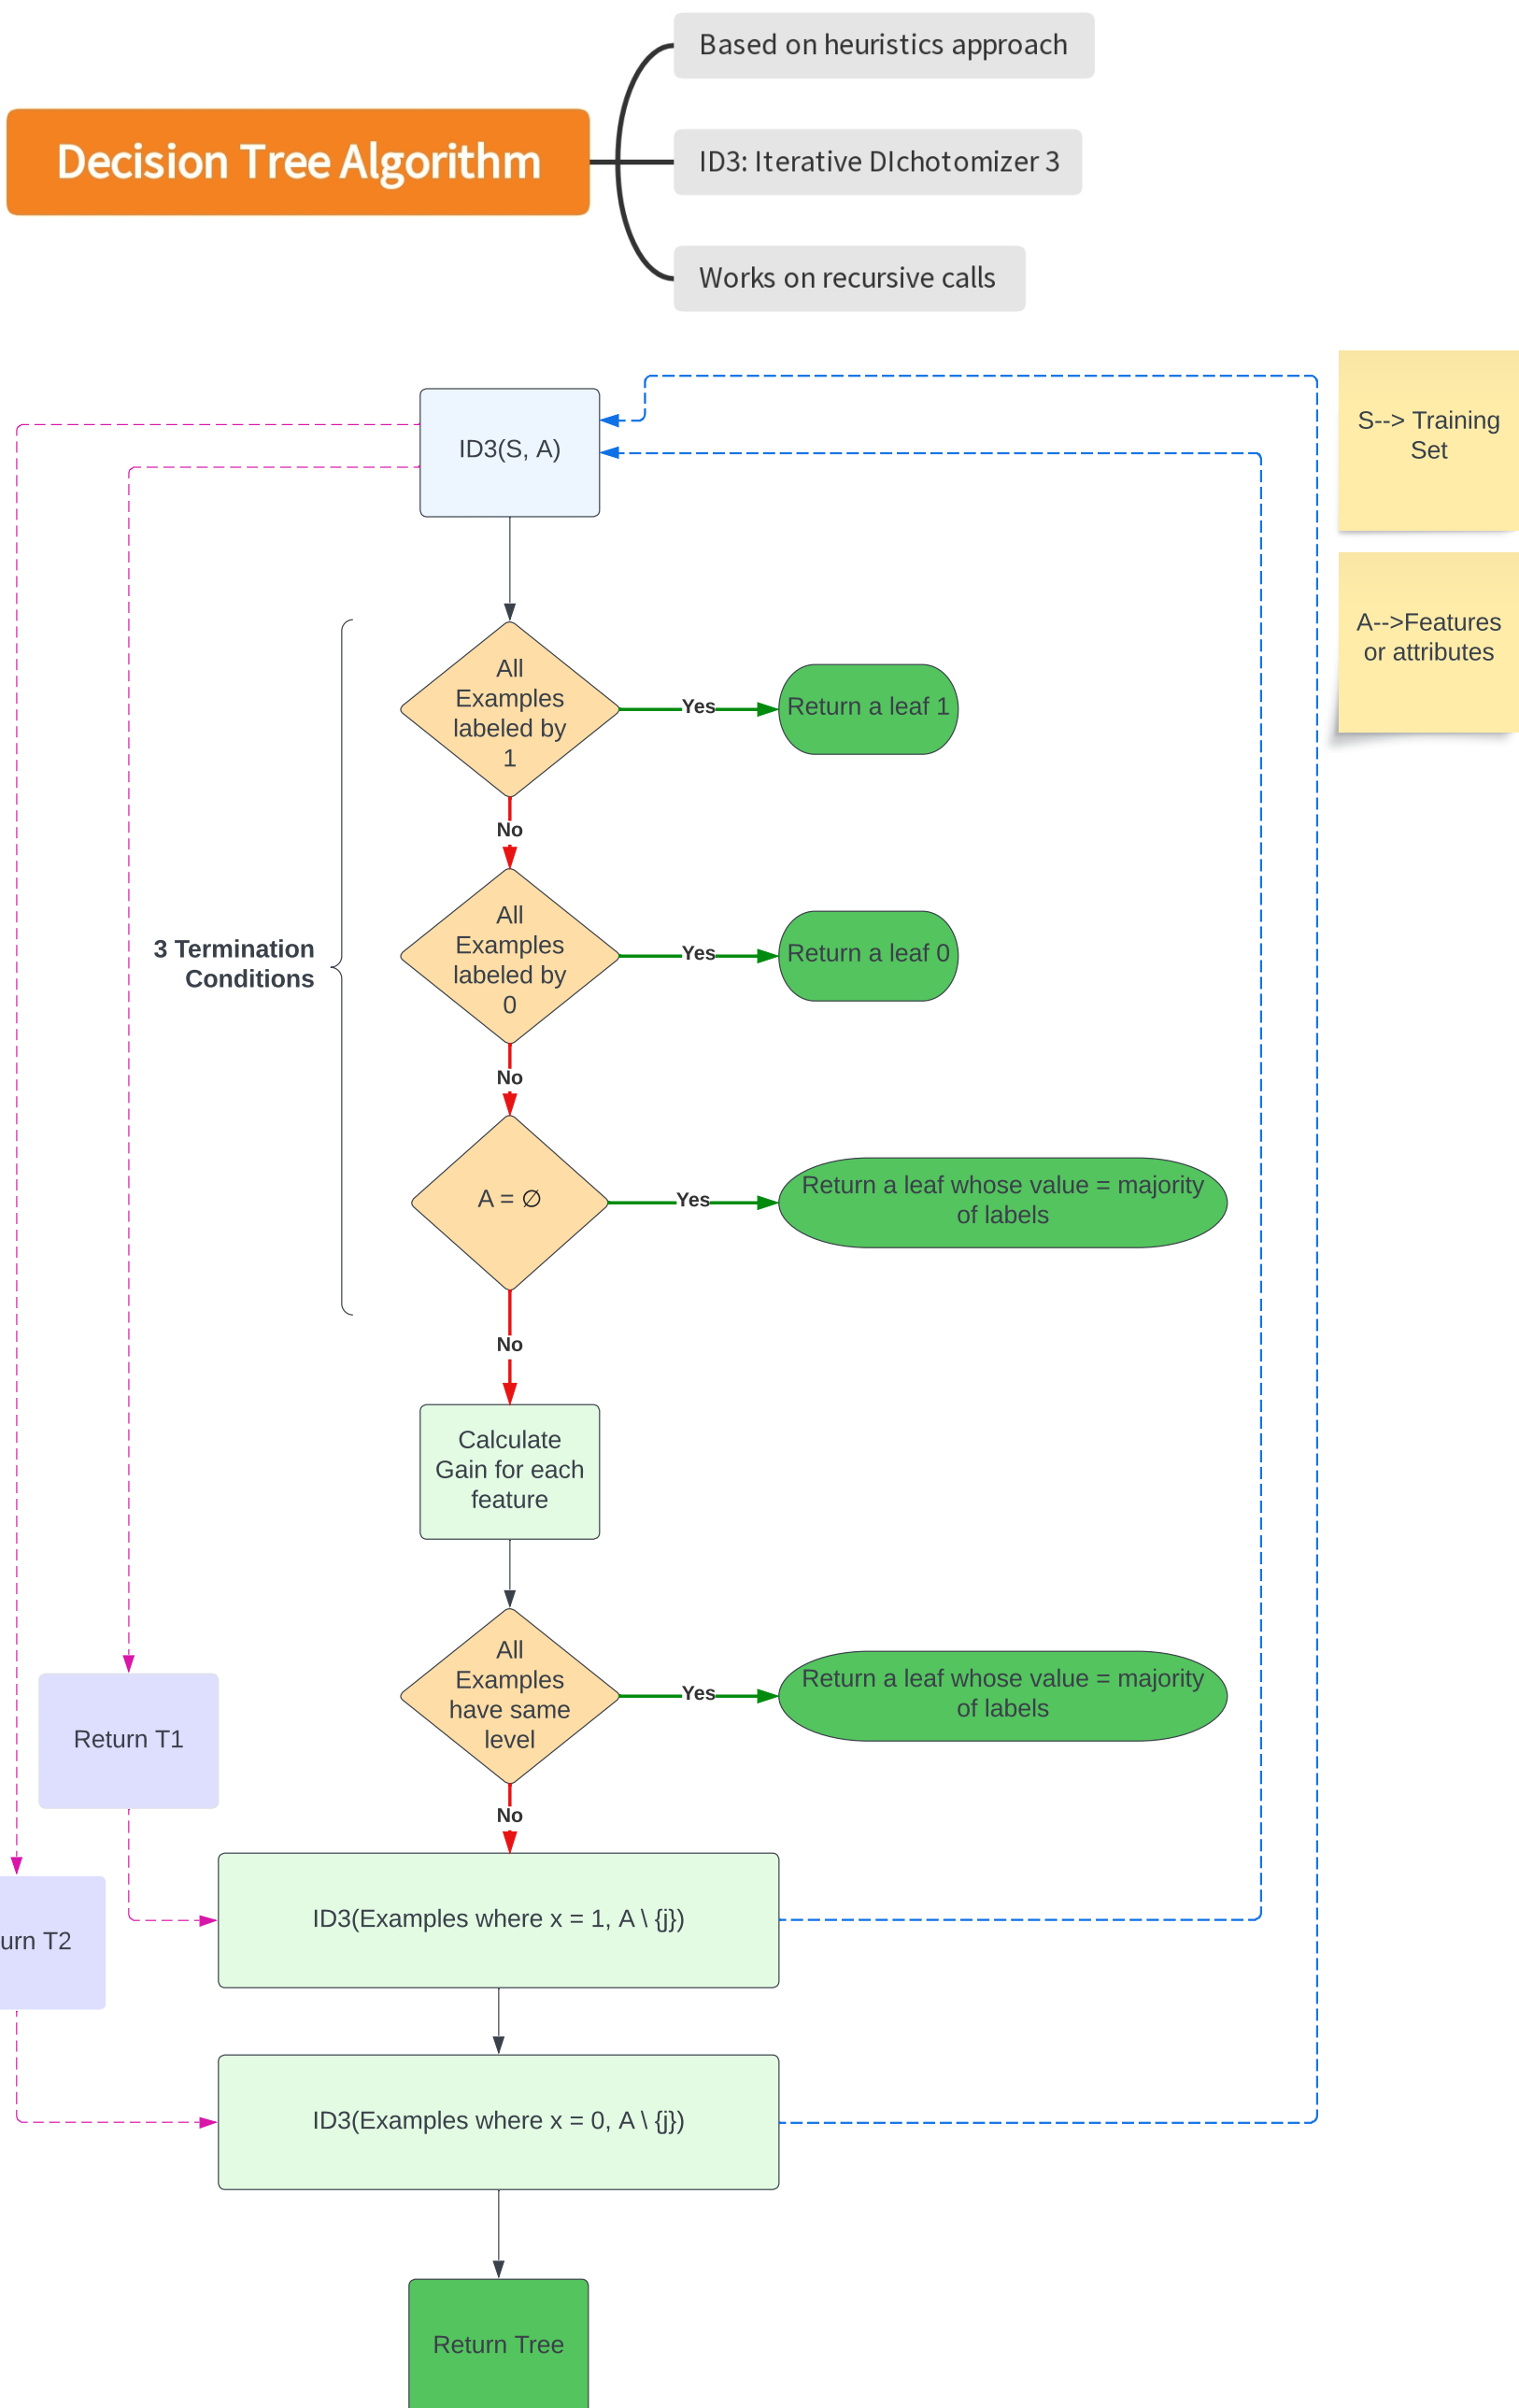 Based on heuristics approach
Decision Tree Algorithm
ID3: Iterative DIchotomizer 3
Works on recursive calls
S--> Training
Set
ID3(S, A)
A-->Features
or attributes
All
Examples
labeled by
1
Yes
Return a leaf 1
No
3 Termination
Conditions
All
Examples
labeled by
0
Yes
Return a leaf 0
No
A = ∅
Yes
Return a leaf whose value = majority
of labels
No
Calculate
Gain for each
feature
All
Examples
have same
level
Yes
Return a leaf whose value = majority
of labels
No
Return T1
ID3(Examples where x = 1, A \ {j})
urn T2
ID3(Examples where x = 0, A \ {j})
Return Tree